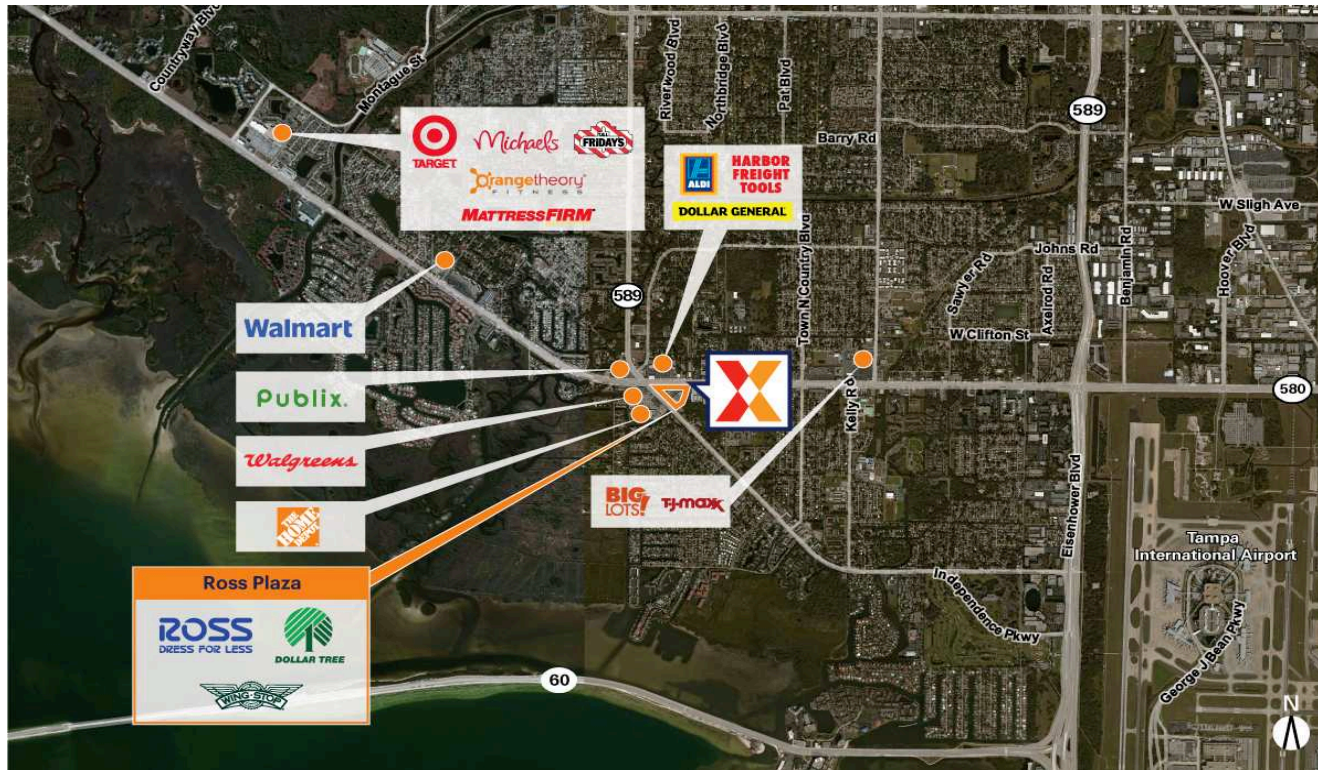 Countryway Blvd
Montague St
Riverwood Blvd
Northbridge Blvd
Pat Blvd
589
Barry Rd
TARGET
Michaels
FRIDAYS
Orangetheory
FITNESS
MATTRESSFIRM
ALDI
HARBOR
FREIGHT
TOOLS
DOLLAR GENERAL
W Sligh Ave
Johns Rd
Benjamin Rd
Hoover Blvd
Sawyer Rd
Axelrod Rd
Town N Country Blvd
W Clifton St
589
Walmart
Publix.
Walgreens
THE
HOME
DEPOT
580
Kelly Rd
BIG
LOTS!
T·J·maxx
Eisenhower Blvd
Tampa
International Airport
Independence Pkwy
George J Bean Pkwy
Ross Plaza
ROSS
DRESS FOR LESS
DOLLAR TREE
WING·STOP
60
N